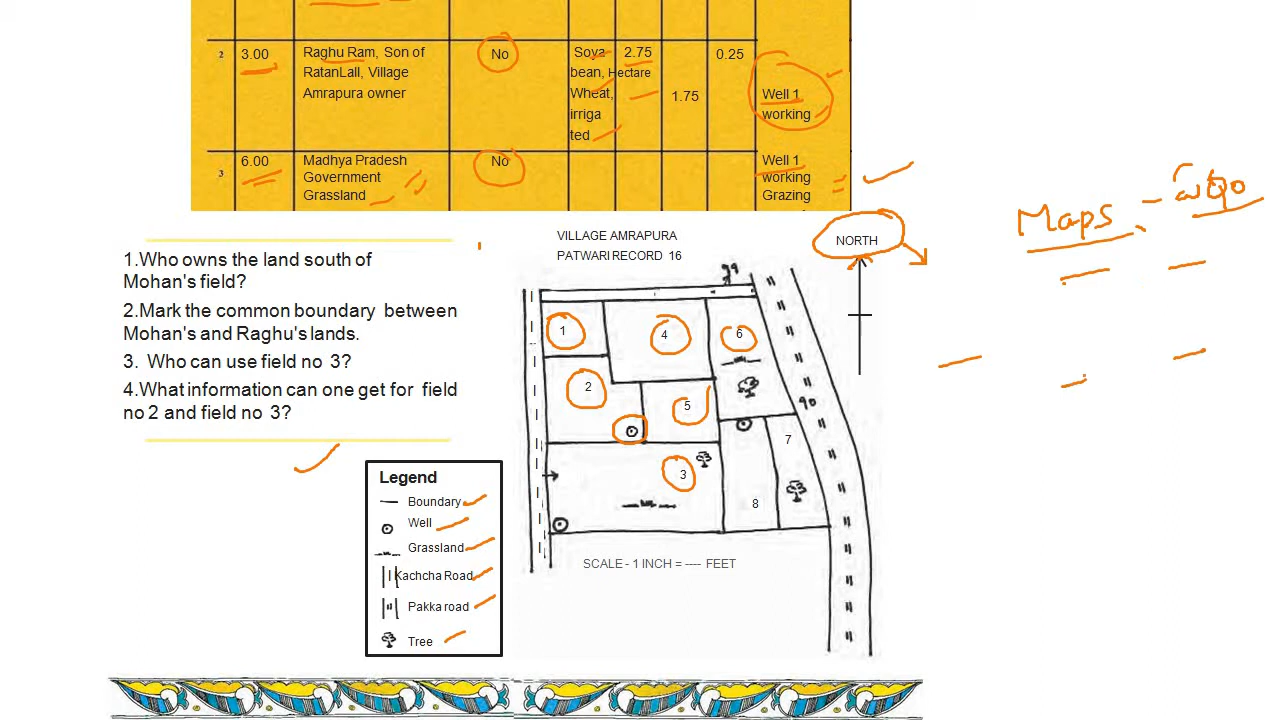 2 3.00 Raghu Ram, Son of No Soya 2.75 0.25
RatanLall, Village bean, Hectare
Amrapura owner Wheat, 1.75 Well 1
irriga working
ted
3 6.00 Madhya Pradesh No Well 1
Government working
Grassland Grazing
Maps -
1.Who owns the land south of
Mohan's field?
2.Mark the common boundary between
Mohan's and Raghu's lands.
3. Who can use field no 3?
4.What information can one get for field
no 2 and field no 3?
VILLAGE AMRAPURA
PATWARI RECORD 16
NORTH
1
4
6
2
5
7
3
8
SCALE - 1 INCH = ---- FEET
Legend
Boundary
Well
Grassland
Kachcha Road
Pakka road
Tree